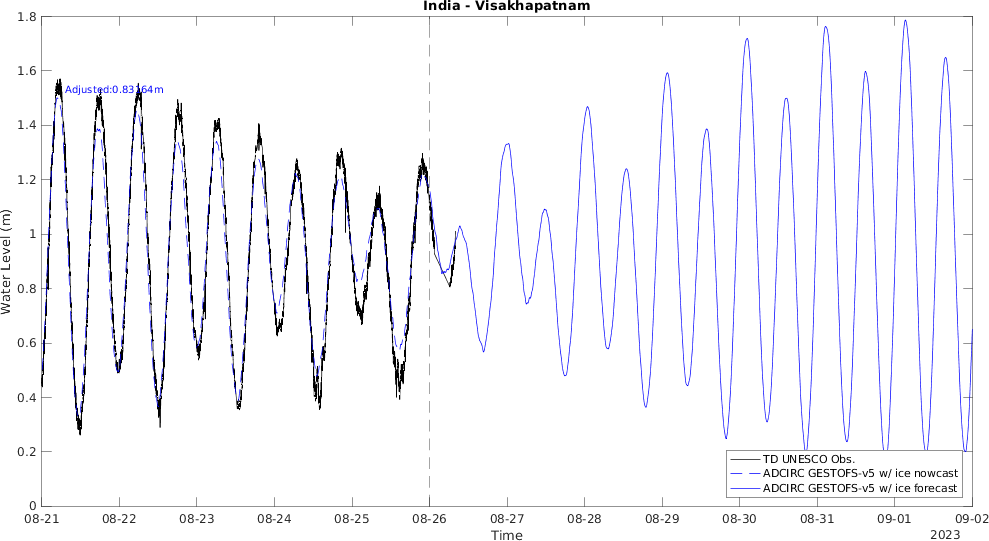 India - Visakhapatnam
1.8
1.6
1.4
1.2
1
0.8
0.6
0.4
0.2
0
Water Level (m)
Adjusted:0.83164m
TD UNESCO Obs.
ADCIRC GESTOFS-v5 w/ ice nowcast
ADCIRC GESTOFS-v5 w/ ice forecast
08-21 08-22 08-23 08-24 08-25 08-26 08-27 08-28 08-29 08-30 08-31 09-01 09-02
Time
2023